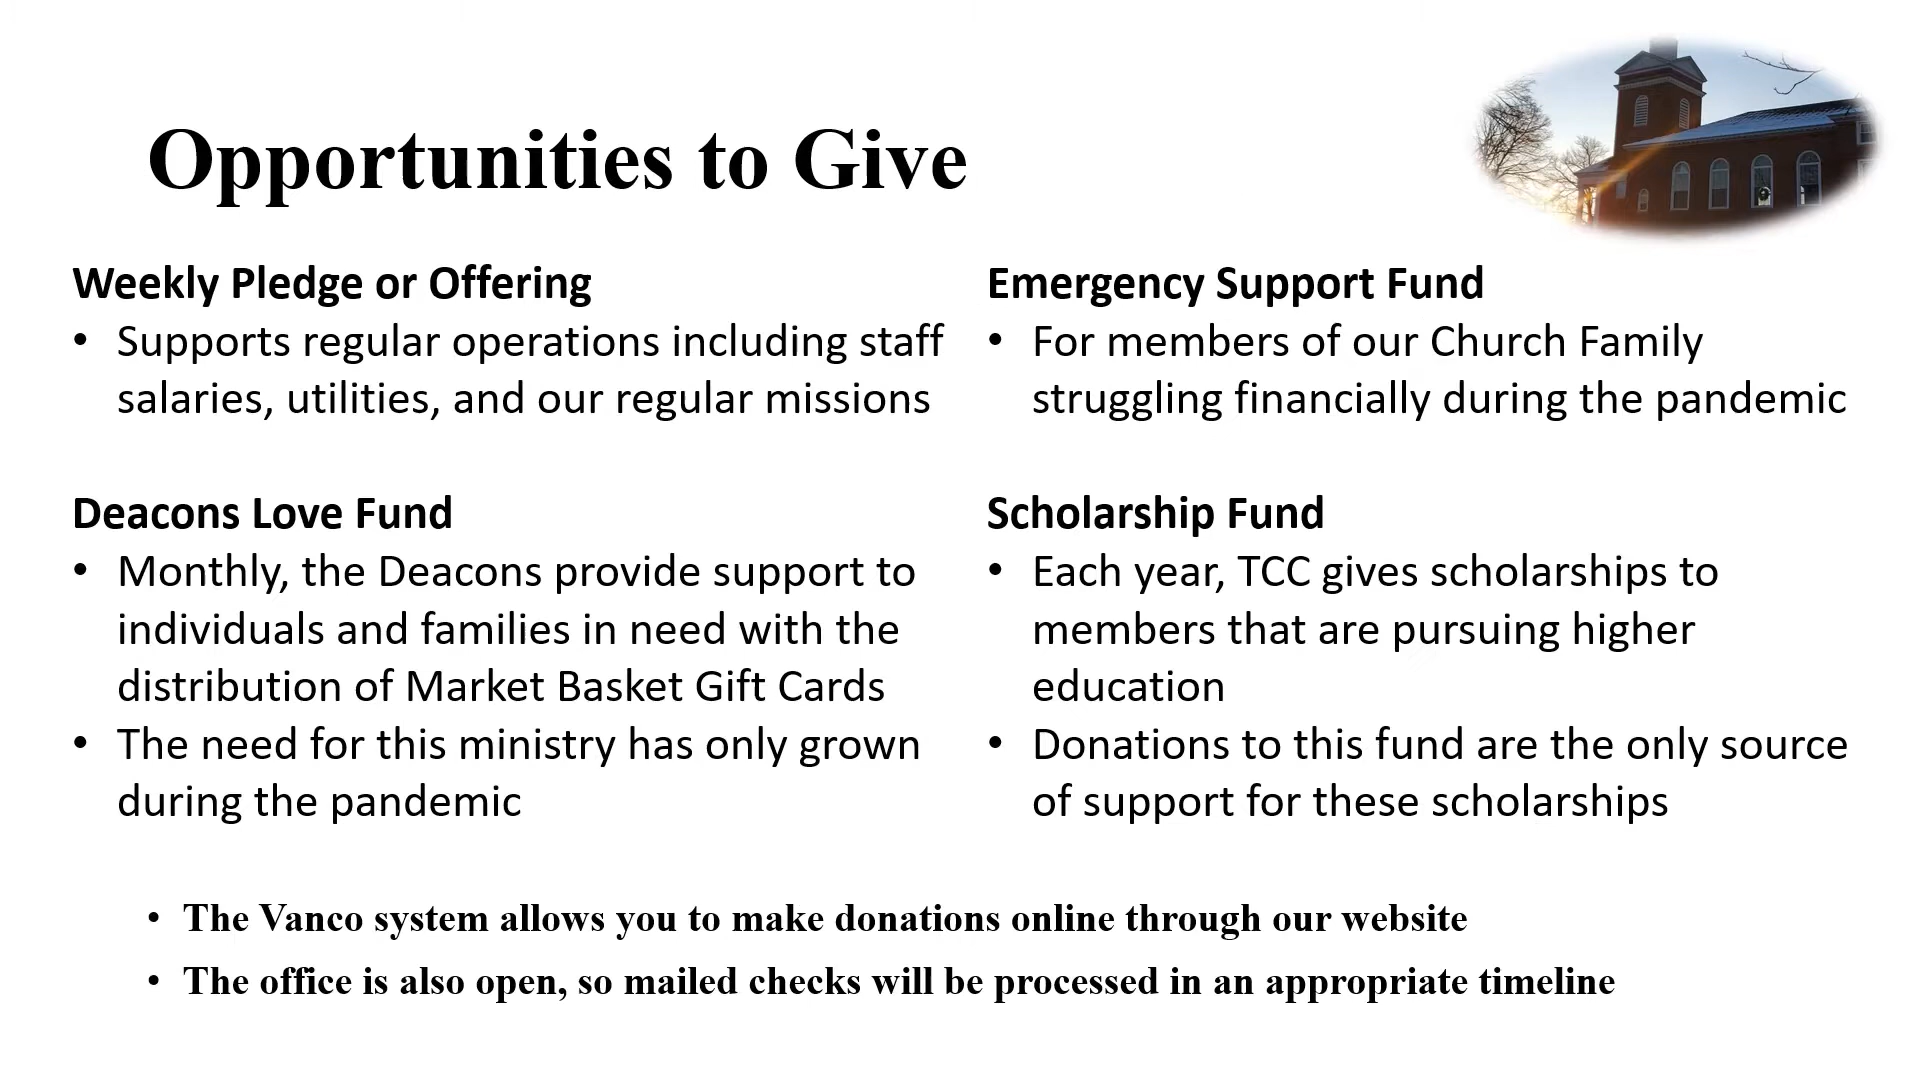 Opportunities to Give
Weekly Pledge or Offering
• Supports regular operations including staff
salaries, utilities, and our regular missions
Deacons Love Fund
• Monthly, the Deacons provide support to
individuals and families in need with the
distribution of Market Basket Gift Cards
• The need for this ministry has only grown
during the pandemic
Emergency Support Fund
• For members of our Church Family
struggling financially during the pandemic
Scholarship Fund
• Each year, TCC gives scholarships to
members that are pursuing higher
education
• Donations to this fund are the only source
of support for these scholarships
• The Vanco system allows you to make donations online through our website
• The office is also open, so mailed checks will be processed in an appropriate timeline